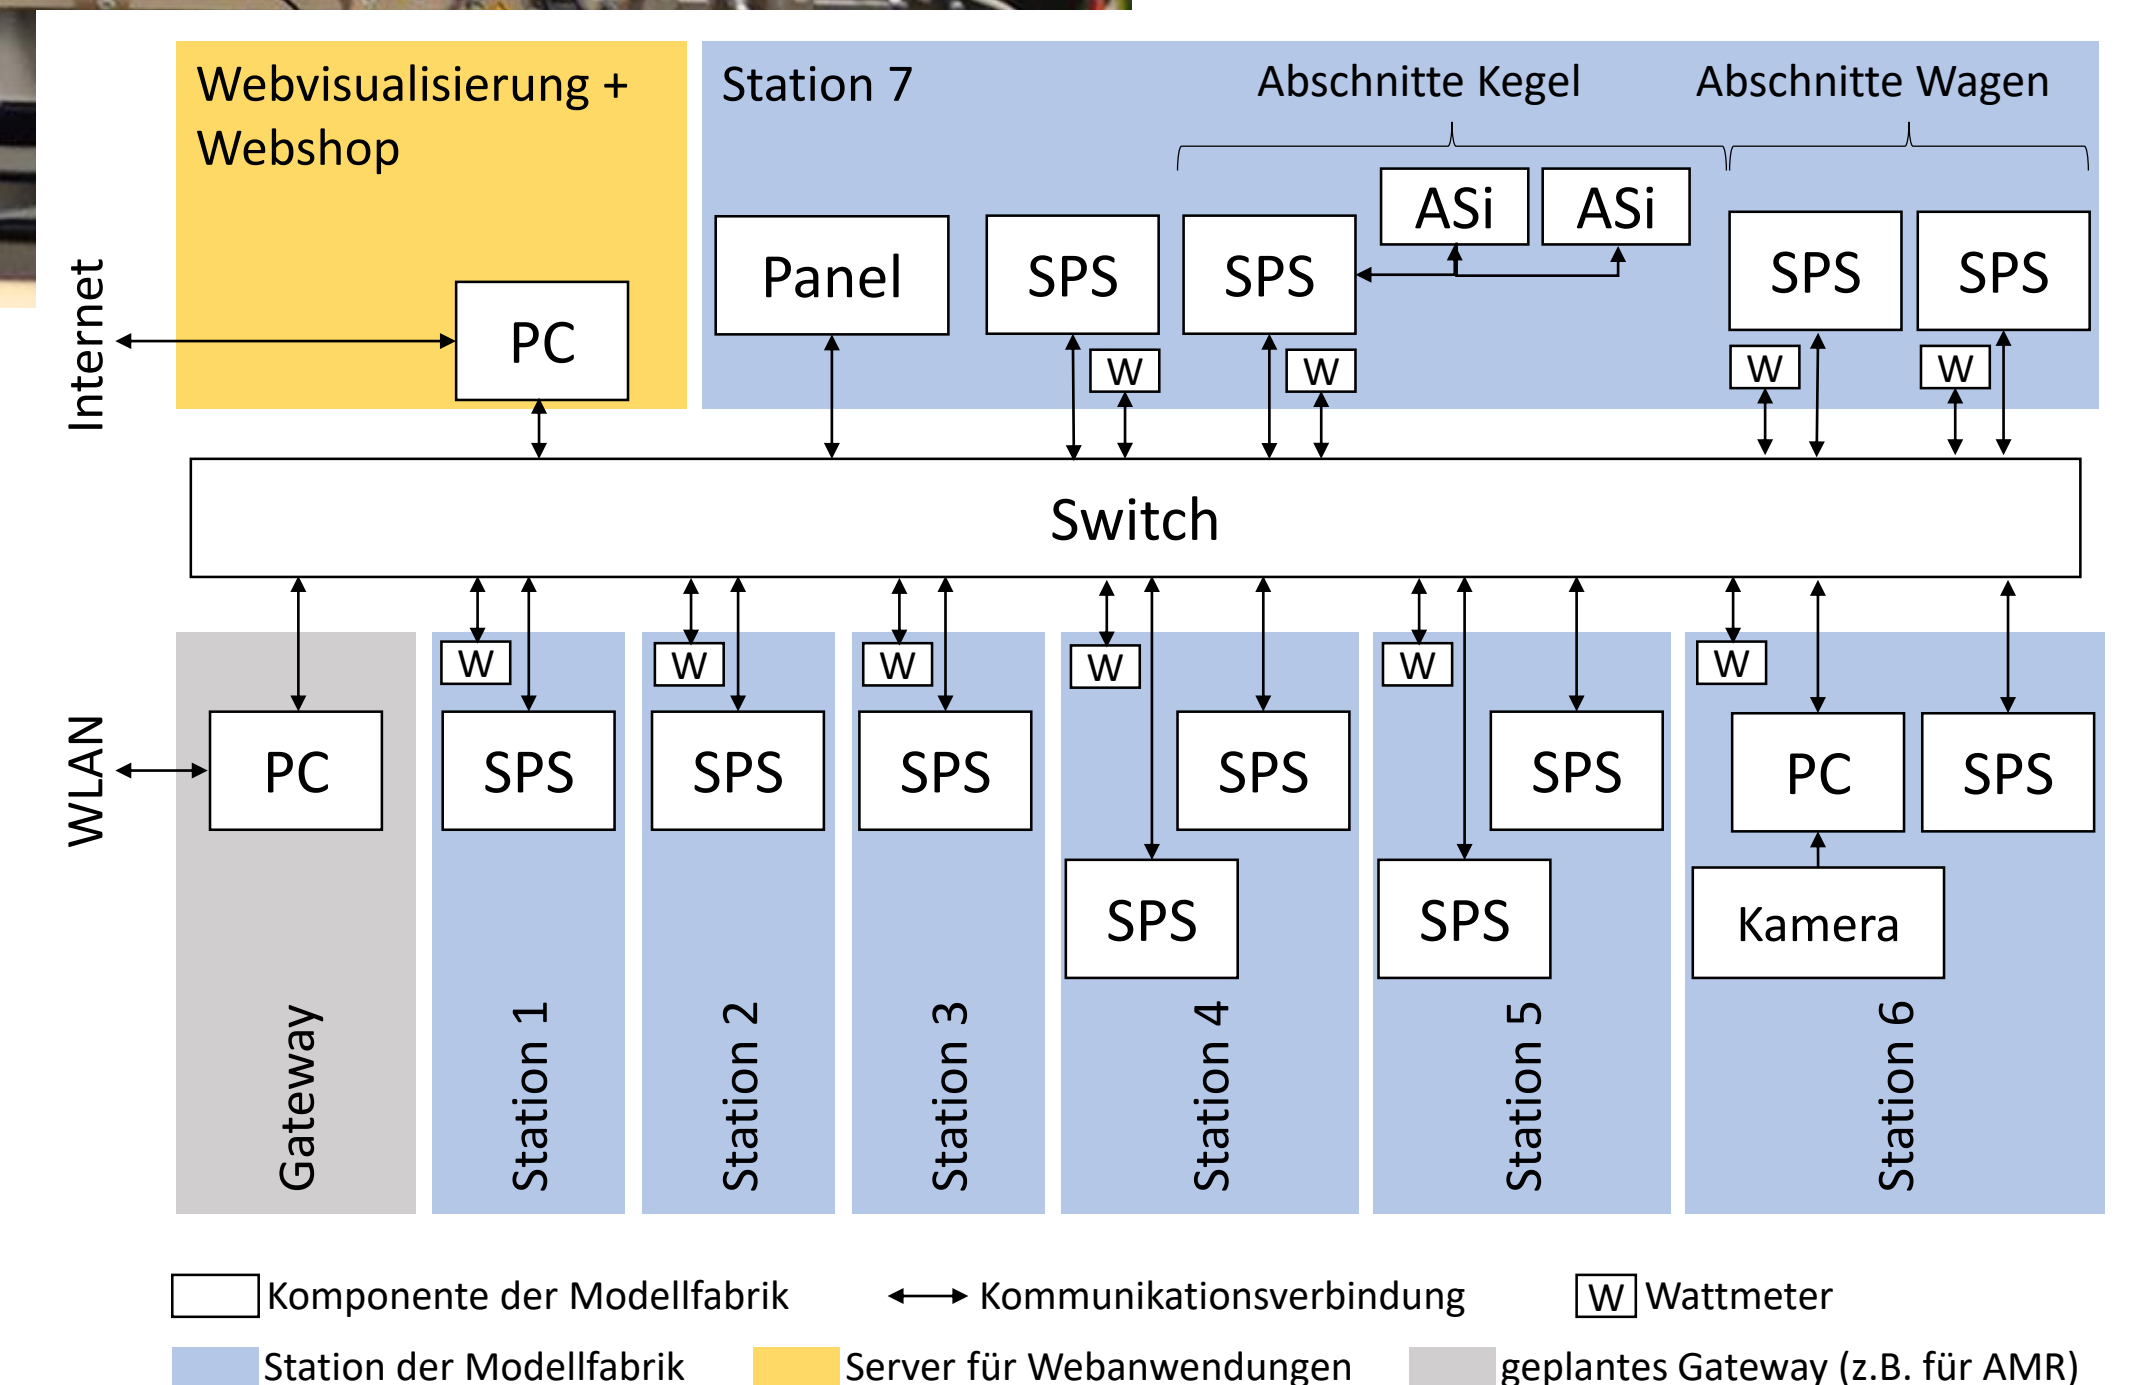 Webvisualisierung +
Webshop
Station 7
Abschnitte Kegel
Abschnitte Wagen
ASi
ASi
Panel
SPS
SPS
SPS
SPS
Internet
PC
W
W
W
W
Switch
W
W
W
W
W
W
WLAN
PC
SPS
SPS
SPS
SPS
SPS
PC
SPS
SPS
SPS
Kamera
Gateway
Station 1
Station 2
Station 3
Station 4
Station 5
Station 6
Komponente der Modellfabrik
Kommunikationsverbindung
W Wattmeter
Station der Modellfabrik
Server für Webanwendungen
geplantes Gateway (z.B. für AMR)